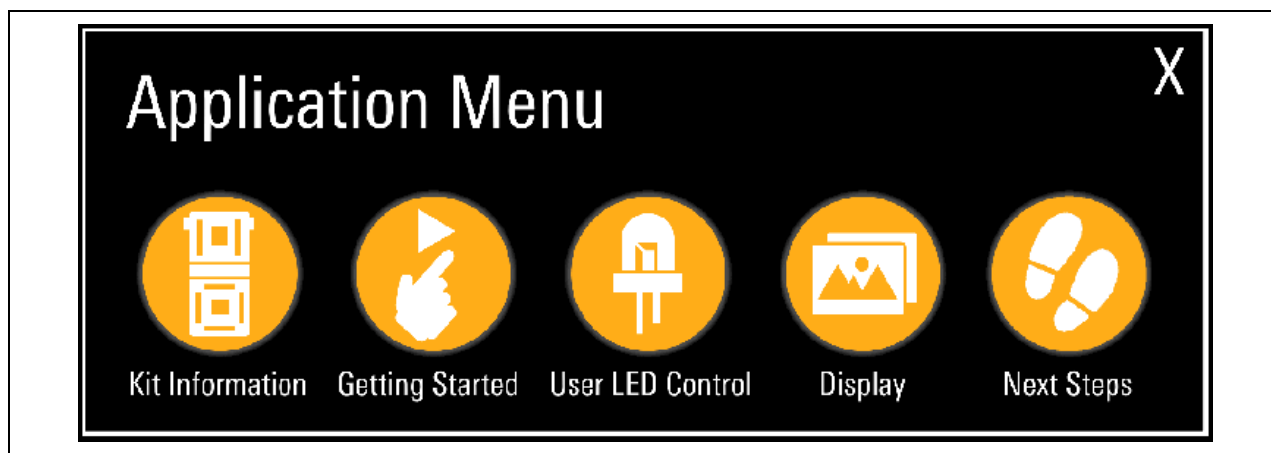 Application Menu
X
Kit Information
Getting Started
User LED Control
Display
Next Steps